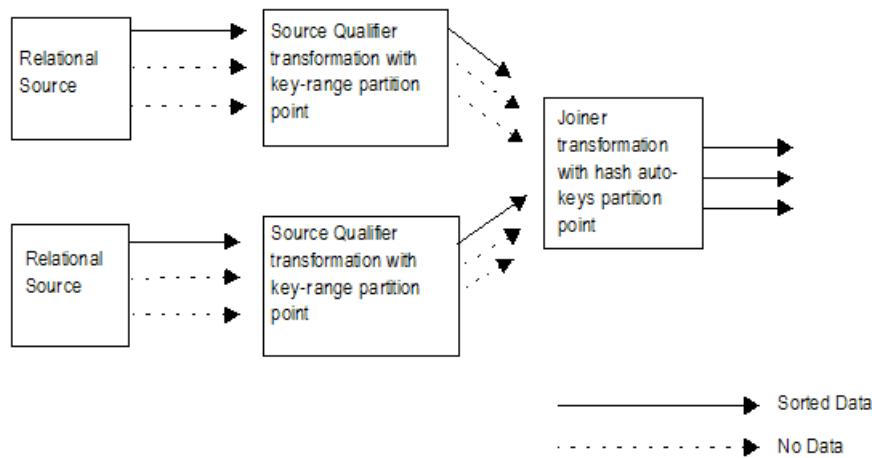 Relational
Source
Source Qualifier
transformation with
key-range partition
point
Joiner
transformation
with hash auto-
keys partition
point
Relational
Source
Source Qualifier
transformation with
key-range partition
point
Sorted Data
No Data